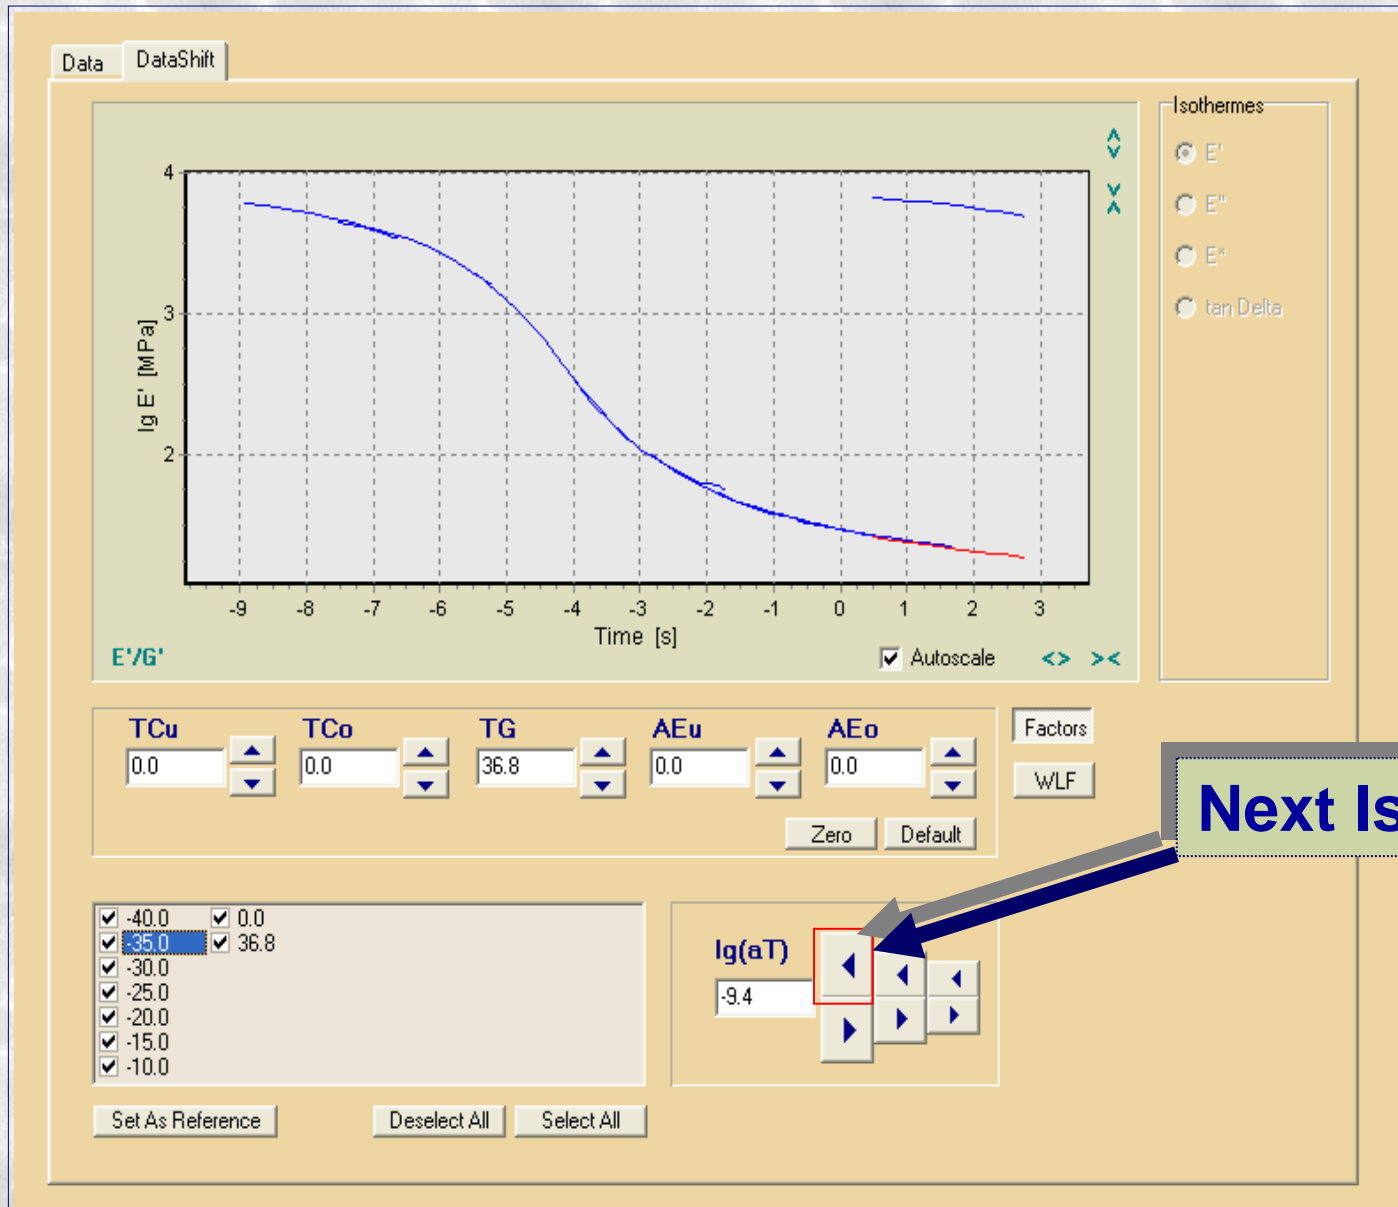 Data DataShift
Isothermes
E'
E''
E*
tan Delta
4
3
2
lg E' [MPa]
-9 -8 -7 -6 -5 -4 -3 -2 -1 0 1 2 3
Time [s]
E'/G'
Autoscale <> ><
TCu TCo TG AEu AEo
0.0 0.0 36.8 0.0 0.0
Factors
WLF
Zero Default
Next Is
-40.0 0.0
-35.0 36.8
-30.0
-25.0
-20.0
-15.0
-10.0
lg(aT)
-9.4
Set As Reference Deselect All Select All